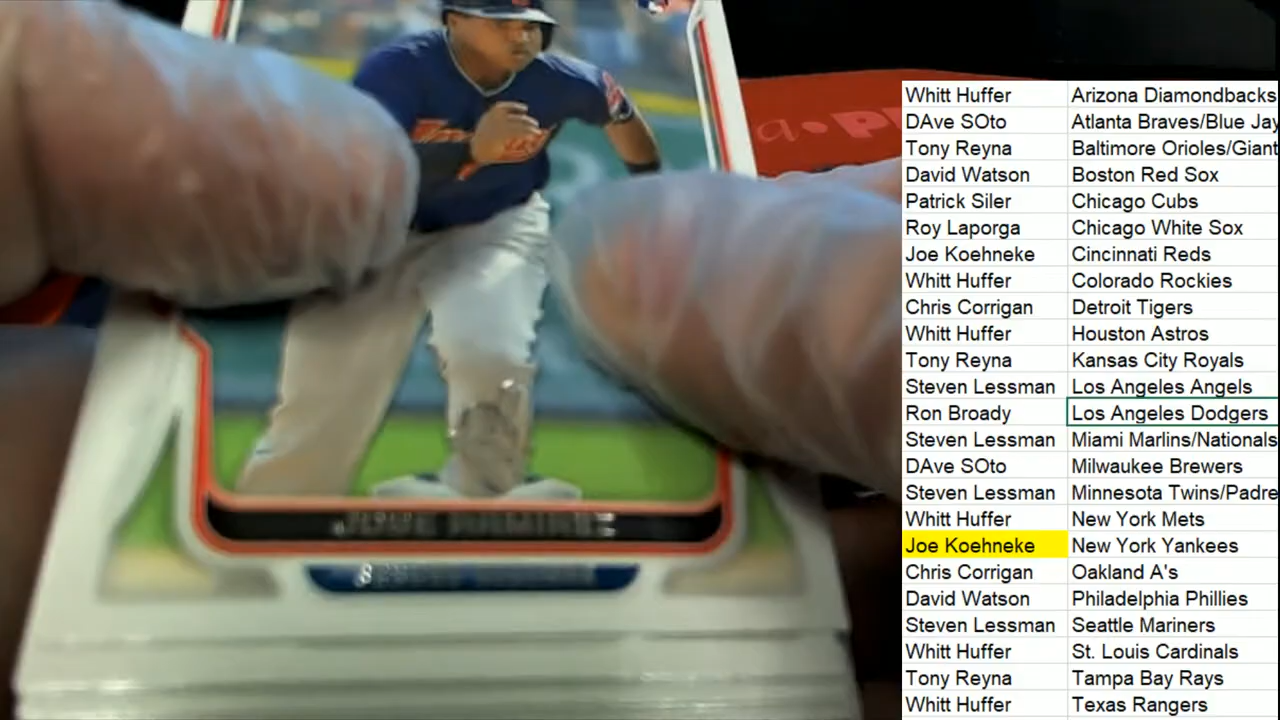 Whitt Huffer Arizona Diamondbacks
DAve SOto Atlanta Braves/Blue Jay
Tony Reyna Baltimore Orioles/Giant
David Watson Boston Red Sox
Patrick Siler Chicago Cubs
Roy Laporga Chicago White Sox
Joe Koehneke Cincinnati Reds
Whitt Huffer Colorado Rockies
Chris Corrigan Detroit Tigers
Whitt Huffer Houston Astros
Tony Reyna Kansas City Royals
Steven Lessman Los Angeles Angels
Ron Broady Los Angeles Dodgers
Steven Lessman Miami Marlins/Nationals
DAve SOto Milwaukee Brewers
Steven Lessman Minnesota Twins/Padre
Whitt Huffer New York Mets
Joe Koehneke New York Yankees
Chris Corrigan Oakland A's
David Watson Philadelphia Phillies
Steven Lessman Seattle Mariners
Whitt Huffer St. Louis Cardinals
Tony Reyna Tampa Bay Rays
Whitt Huffer Texas Rangers